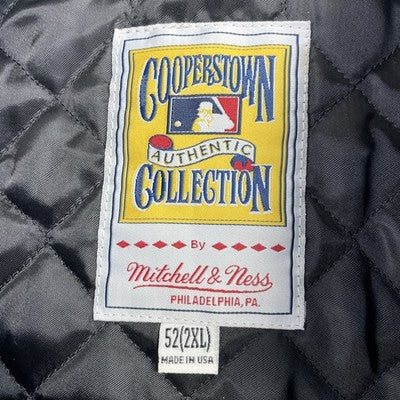 COOPERSTOWN
AUTHENTIC
COLLECTION
By
Mitchell & Ness
PHILADELPHIA, PA.
52(2XL)
MADE IN USA